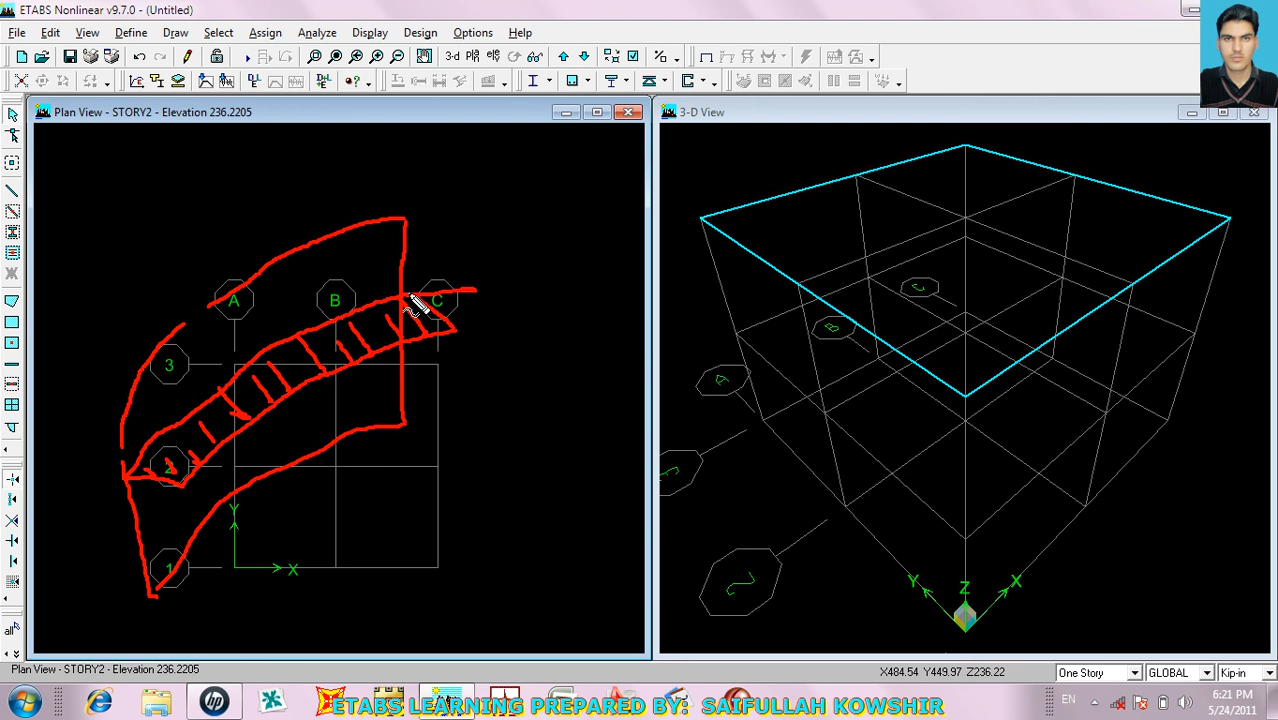 ETABS Nonlinear v9.7.0 - (Untitled)
File Edit View Define Draw Select Assign Analyze Display Design Options Help
3-d
Plan View - STORY2 - Elevation 236.2205
3-D View
A B C
3
2
1
Y
X
C
B
A
Y Z X
all
Plan View - STORY2 - Elevation 236.2205
X484.54 Y449.97 Z236.22
One Story
GLOBAL
Kip-in
EN
6:21 PM
5/24/2011
hp
ETABS LEARNING PREPARED BY: SAIFULLAH KOWSHIR